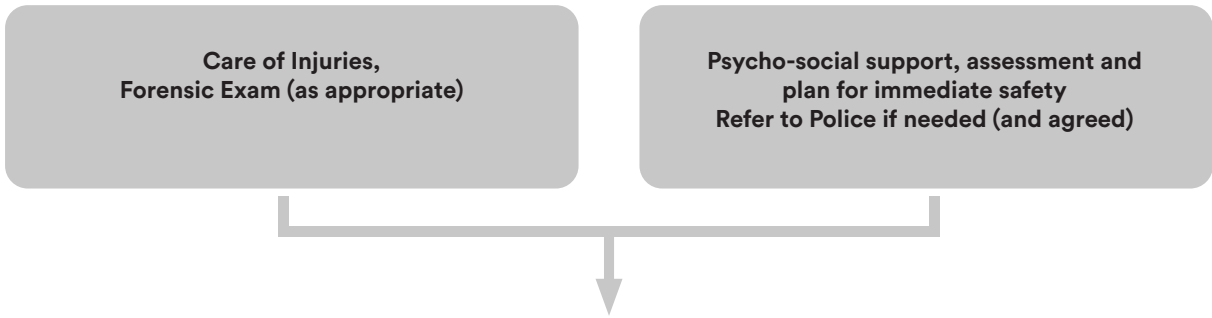 Care of Injuries,
Forensic Exam (as appropriate)
Psycho-social support, assessment and
plan for immediate safety
Refer to Police if needed (and agreed)